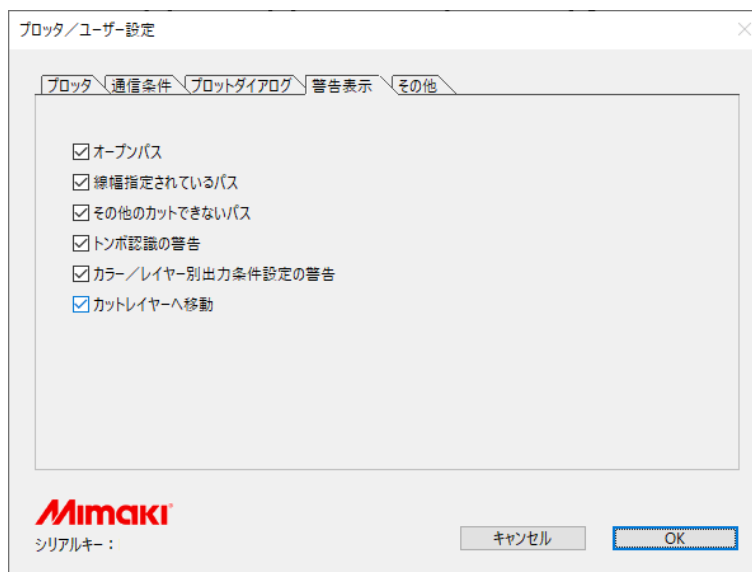 プロッタ／ユーザー設定
プロッタ 通信条件 プロットダイアログ 警告表示 その他
オープンパス
線幅指定されているパス
その他のカットできないパス
トンボ認識の警告
カラー／レイヤー別出力条件設定の警告
カットレイヤーへ移動
Mimaki
シリアルキー：
キャンセル OK